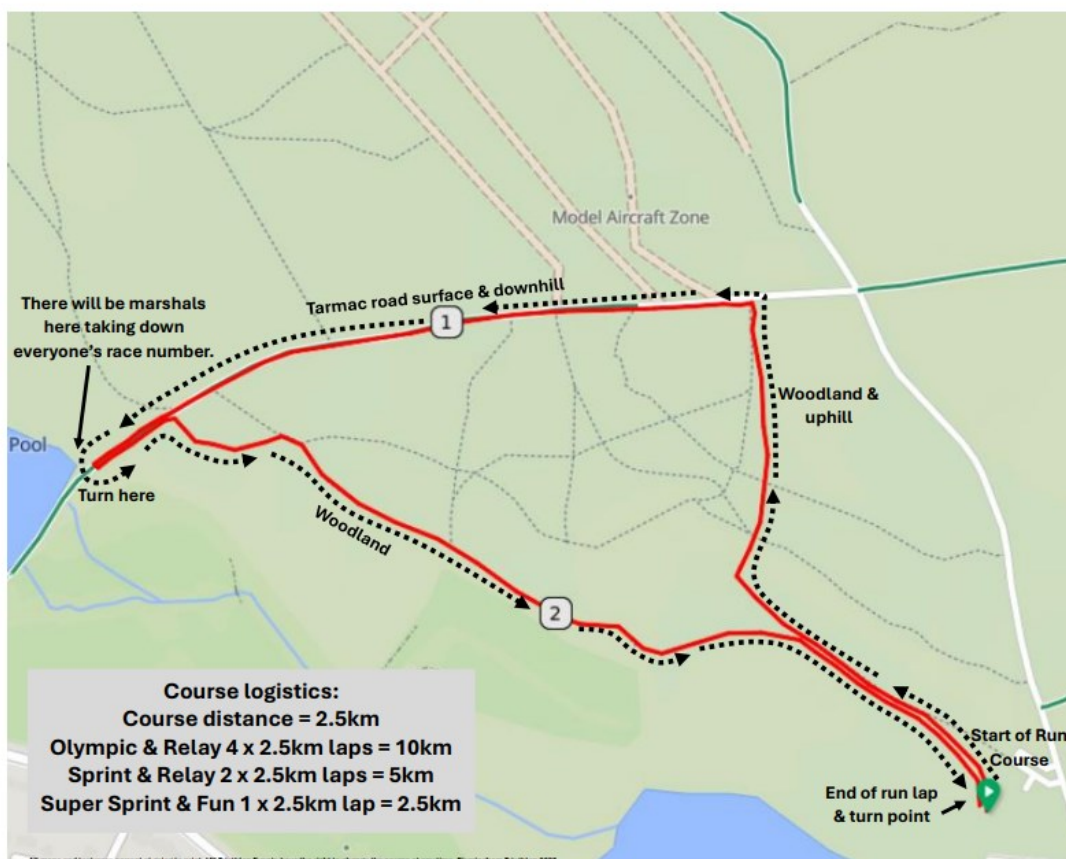 Model Aircraft Zone
There will be marshals
here taking down
everyone's race number.
Tarmac road surface & downhill
1
Woodland &
uphill
Pool
Turn here
Woodland
2
Course logistics:
Course distance = 2.5km
Olympic & Relay 4 x 2.5km laps = 10km
Sprint & Relay 2 x 2.5km laps = 5km
Super Sprint & Fun 1 x 2.5km lap = 2.5km
Start of Run
Course
End of run lap
& turn point